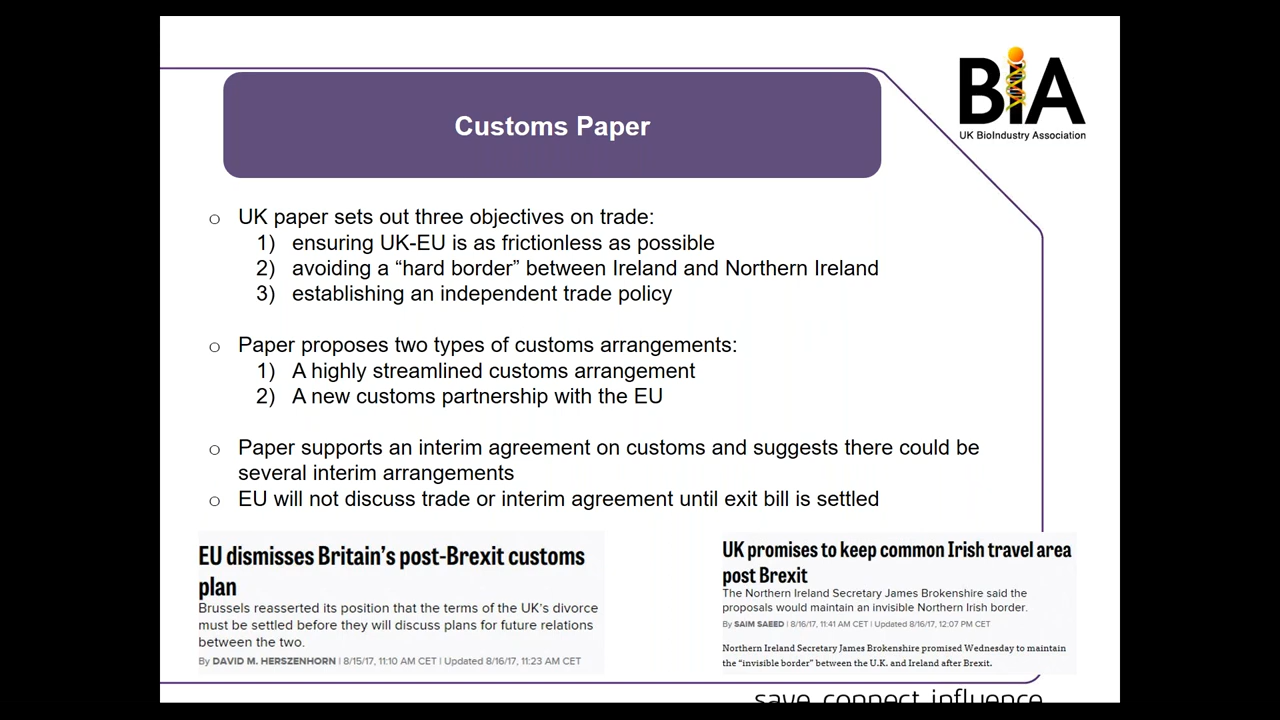 BIA
UK BioIndustry Association
Customs Paper
o UK paper sets out three objectives on trade:
1) ensuring UK-EU is as frictionless as possible
2) avoiding a “hard border” between Ireland and Northern Ireland
3) establishing an independent trade policy
o Paper proposes two types of customs arrangements:
1) A highly streamlined customs arrangement
2) A new customs partnership with the EU
o Paper supports an interim agreement on customs and suggests there could be
several interim arrangements
o EU will not discuss trade or interim agreement until exit bill is settled
EU dismisses Britain’s post-Brexit customs
plan
Brussels reasserted its position that the terms of the UK’s divorce
must be settled before they will discuss plans for future relations
between the two.
By DAVID M. HERSZENHORN | 8/15/17, 11:10 AM CET | Updated 8/16/17, 11:23 AM CET
UK promises to keep common Irish travel area
post Brexit
The Northern Ireland Secretary James Brokenshire said the
proposals would maintain an invisible Northern Irish border.
By SAIM SAEED | 8/16/17, 11:41 AM CET | Updated 8/16/17, 12:07 PM CET
Northern Ireland Secretary James Brokenshire promised Wednesday to maintain
the “invisible border” between the U.K. and Ireland after Brexit.
save connect influence